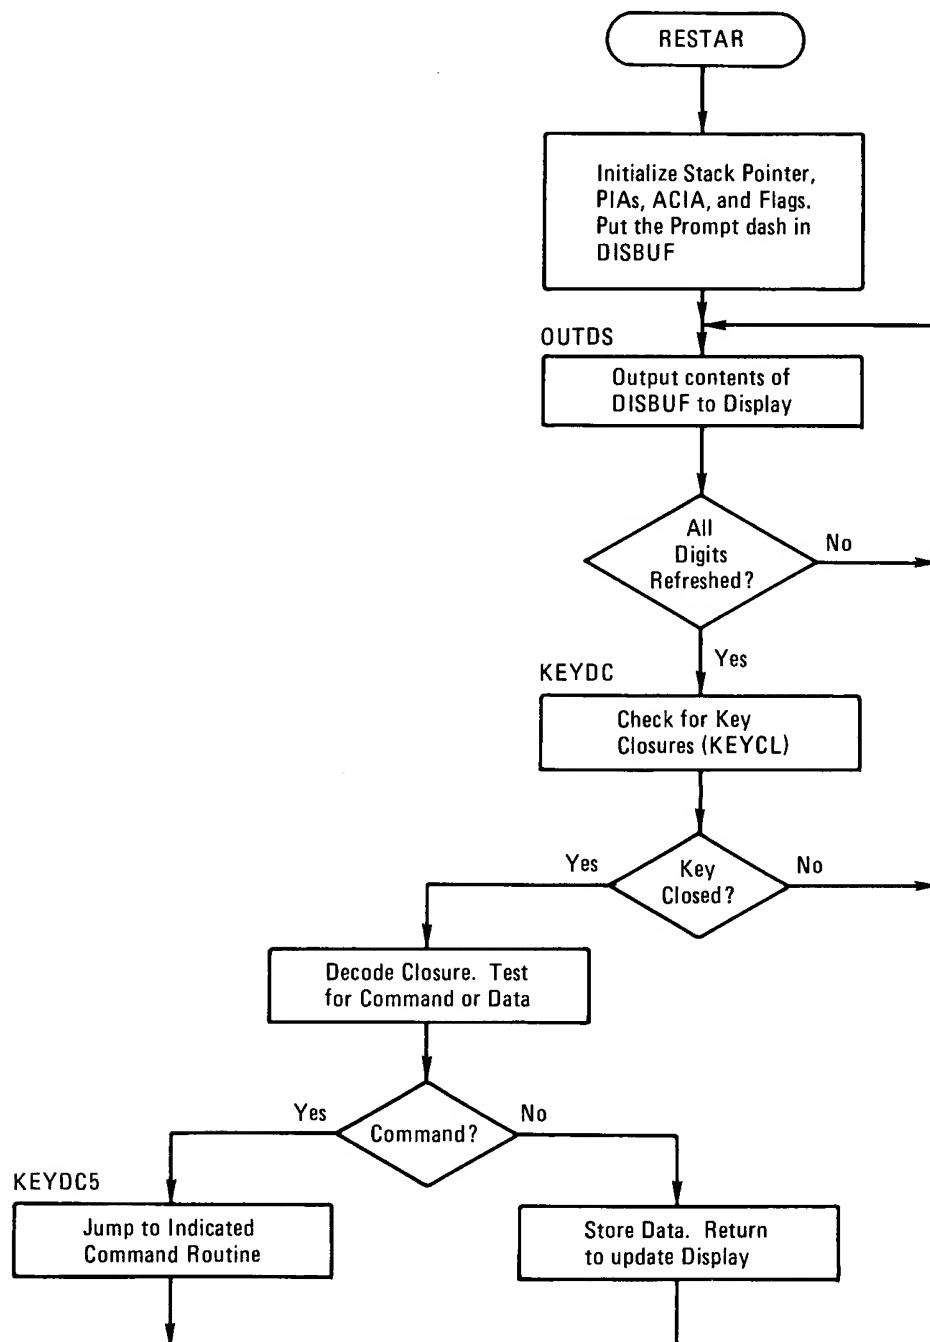 RESTAR
Initialize Stack Pointer,
PIAs, ACIA, and Flags.
Put the Prompt dash in
DISBUF
OUTDS
Output contents of
DISBUF to Display
All
Digits
Refreshed?
No
Yes
KEYDC
Check for Key
Closures (KEYCL)
Yes
Key
Closed?
No
Decode Closure. Test
for Command or Data
Yes
Command?
No
KEYDC5
Jump to Indicated
Command Routine
Store Data. Return
to update Display